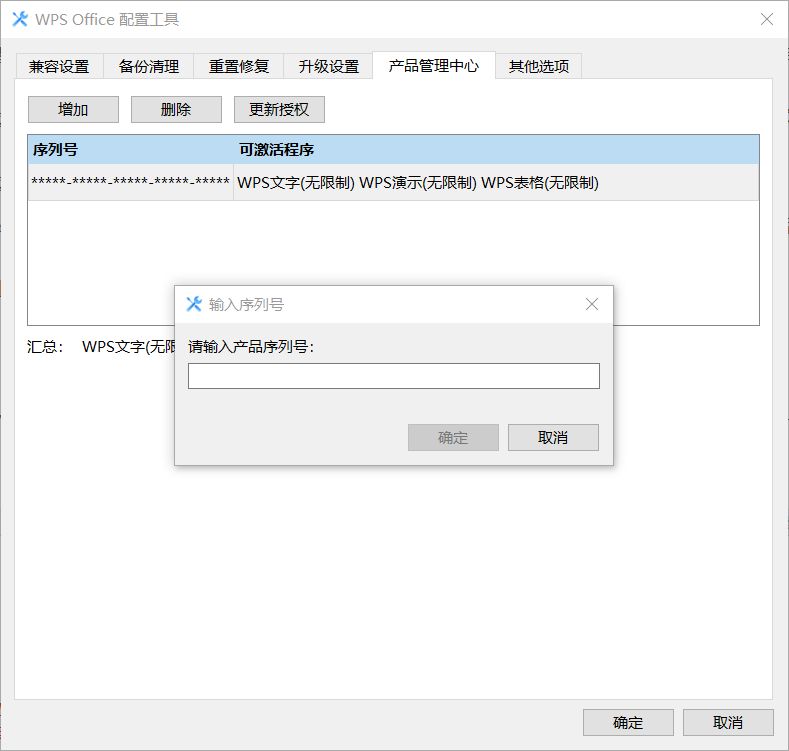 WPS Office 配置工具
兼容设置 备份清理 重置修复 升级设置 产品管理中心 其他选项
增加 删除 更新授权
序列号 可激活程序
*****-*****-*****-*****-***** WPS文字(无限制) WPS演示(无限制) WPS表格(无限制)
输入序列号
汇总： WPS文字(无限
请输入产品序列号：
确定 取消
确定 取消